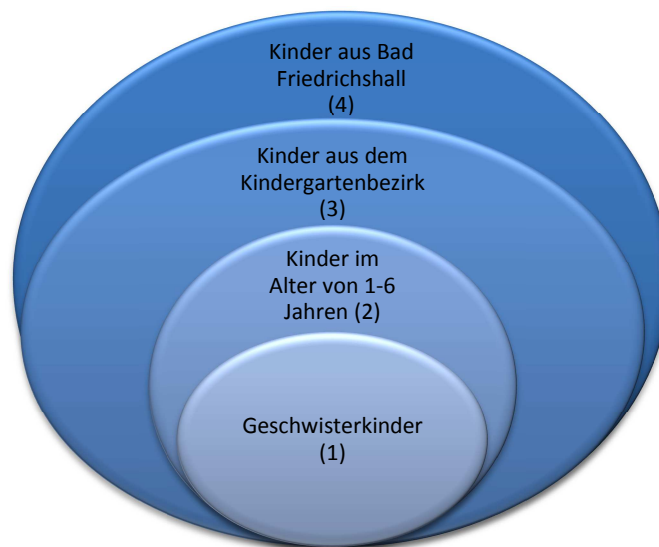 Kinder aus Bad
Friedrichshall
(4)
Kinder aus dem
Kindergartenbezirk
(3)
Kinder im
Alter von 1-6
Jahren (2)
Geschwisterkinder
(1)